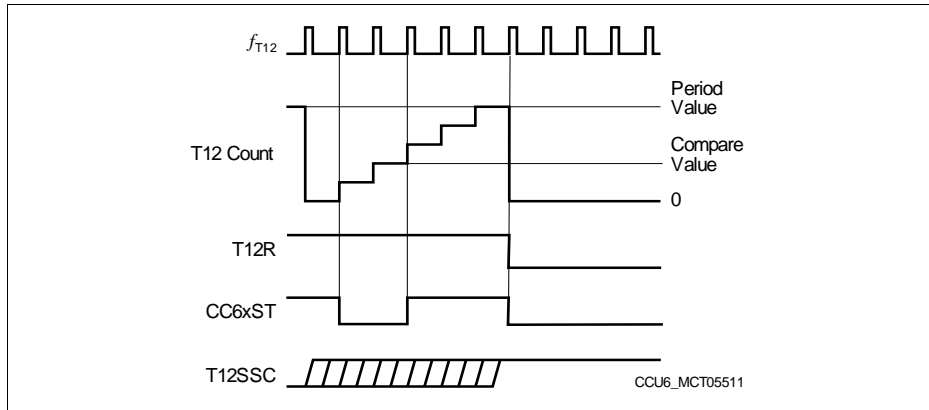 fT12
Period
Value
T12 Count
Compare
Value
0
T12R
CC6xST
T12SSC
CCU6_MCT05511